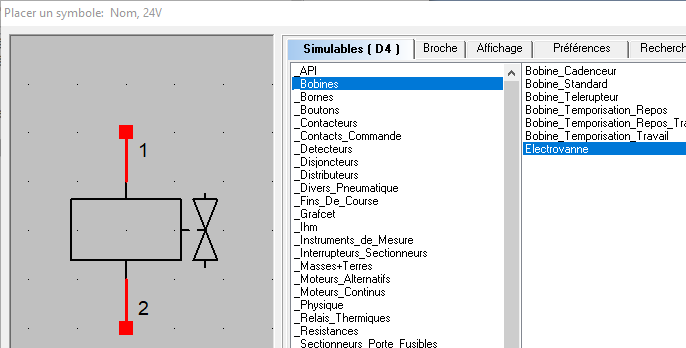 Placer un symbole: Nom, 24V
Simulables ( D4 ) Broche Affichage Préférences Recherch
_API
_Bobines
_Bornes
_Boutons
_Contacteurs
_Contacts_Commande
_Detecteurs
_Disjoncteurs
_Distributeurs
_Divers_Pneumatique
_Fins_De_Course
_Grafcet
_Ihm
_Instruments_de_Mesure
_Interrupteurs_Sectionneurs
_Masses+Terres
_Moteurs_Alternatifs
_Moteurs_Continus
_Physique
_Relais_Thermiques
_Resistances
_Sectionneurs_Porte_Fusibles
Bobine_Cadenceur
Bobine_Standard
Bobine_Telerupteur
Bobine_Temporisation_Repos
Bobine_Temporisation_Repos_Tra
Bobine_Temporisation_Travail
Electrovanne
1
2